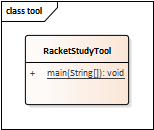 class tool
RacketStudyTool
+ main(String[]): void